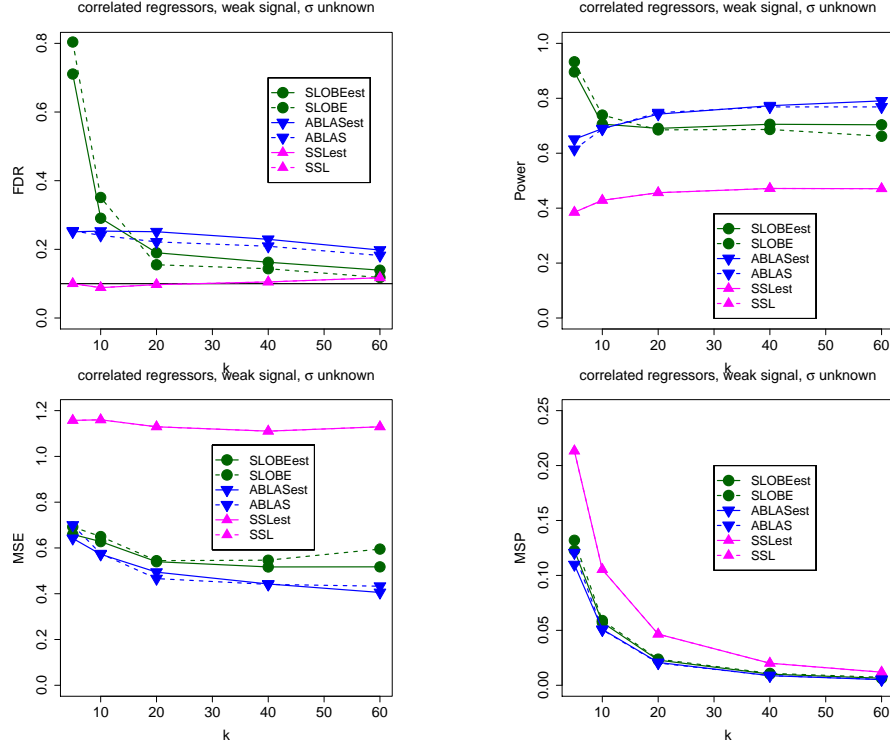 correlated regressors, weak signal, σ unknown
FDR
0.0
0.2
0.4
0.6
0.8
SLOBEest
SLOBE
ABLASest
ABLAS
SSLest
SSL
10
20
30
40
50
60
k
correlated regressors, weak signal, σ unknown
Power
0.0
0.2
0.4
0.6
0.8
1.0
SLOBEest
SLOBE
ABLASest
ABLAS
SSLest
SSL
10
20
30
40
50
60
k
correlated regressors, weak signal, σ unknown
MSE
0.0
0.2
0.4
0.6
0.8
1.0
1.2
SLOBEest
SLOBE
ABLASest
ABLAS
SSLest
SSL
10
20
30
40
50
60
k
correlated regressors, weak signal, σ unknown
MSP
0.00
0.05
0.10
0.15
0.20
0.25
SLOBEest
SLOBE
ABLASest
ABLAS
SSLest
SSL
10
20
30
40
50
60
k